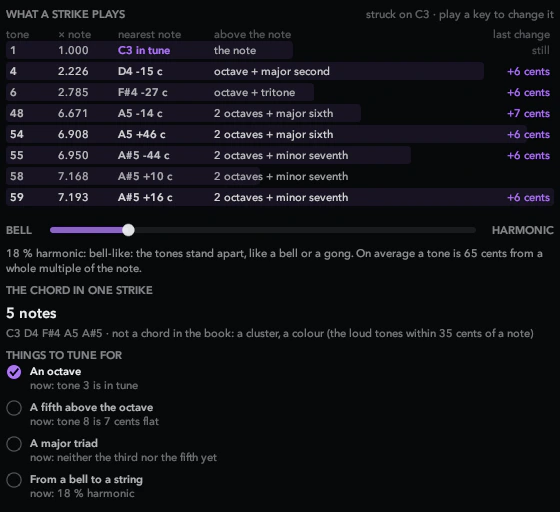 WHAT A STRIKE PLAYS struck on C3 · play a key to change it
tone × note nearest note above the note last change
1 1.000 C3 in tune the note still
4 2.226 D4 -15 c octave + major second +6 cents
6 2.785 F#4 -27 c octave + tritone +6 cents
48 6.671 A5 -14 c 2 octaves + major sixth +7 cents
54 6.908 A5 +46 c 2 octaves + major sixth +6 cents
55 6.950 A#5 -44 c 2 octaves + minor seventh +6 cents
58 7.168 A#5 +10 c 2 octaves + minor seventh
59 7.193 A#5 +16 c 2 octaves + minor seventh +6 cents
BELL HARMONIC
18 % harmonic: bell-like: the tones stand apart, like a bell or a gong. On average a tone is 65 cents from a
whole multiple of the note.
THE CHORD IN ONE STRIKE
5 notes
C3 D4 F#4 A5 A#5 · not a chord in the book: a cluster, a colour (the loud tones within 35 cents of a note)
THINGS TO TUNE FOR
An octave
now: tone 3 is in tune
A fifth above the octave
now: tone 8 is 7 cents flat
A major triad
now: neither the third nor the fifth yet
From a bell to a string
now: 18 % harmonic